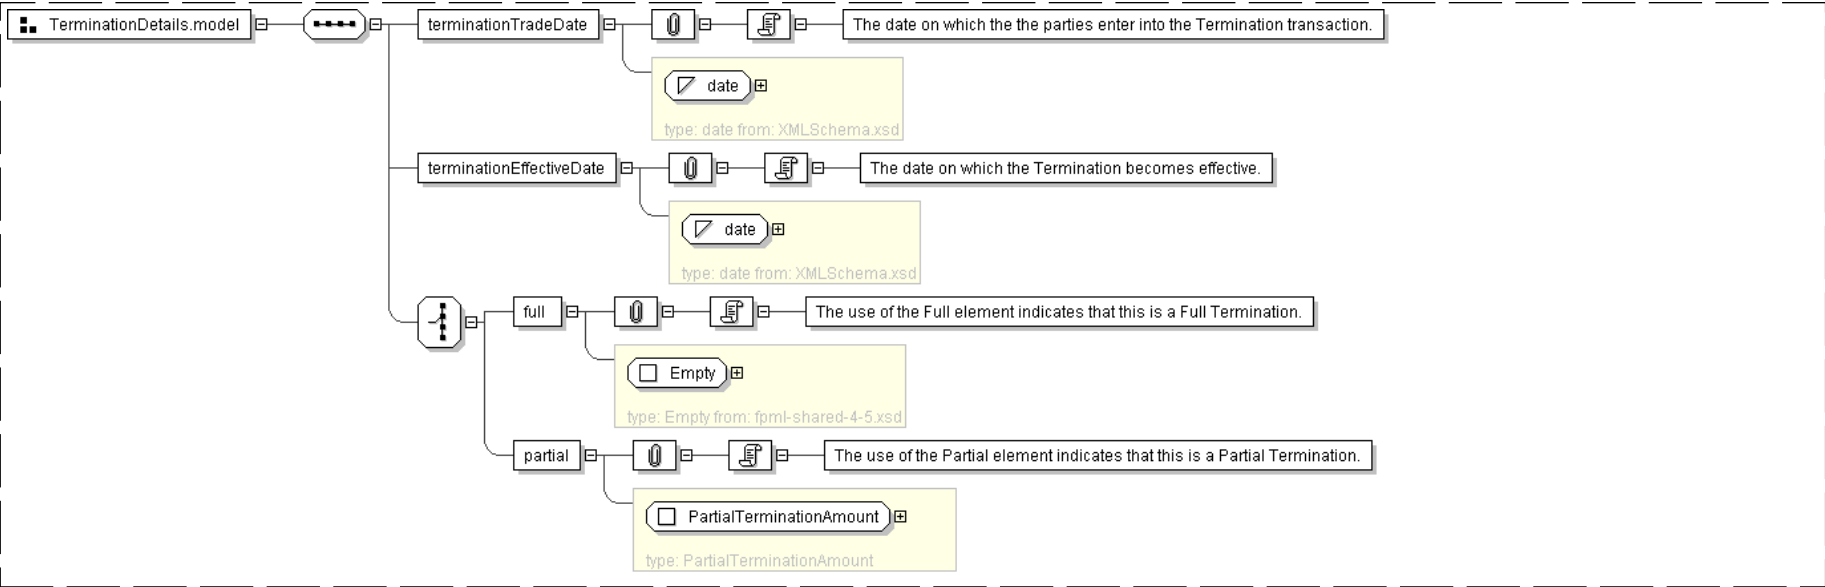 TerminationDetails.model
terminationTradeDate
The date on which the the parties enter into the Termination transaction.
date
type: date from: XMLSchema.xsd
terminationEffectiveDate
The date on which the Termination becomes effective.
date
type: date from: XMLSchema.xsd
full
The use of the Full element indicates that this is a Full Termination.
Empty
type: Empty from: fpml-shared-4-5.xsd
partial
The use of the Partial element indicates that this is a Partial Termination.
PartialTerminationAmount
type: PartialTerminationAmount